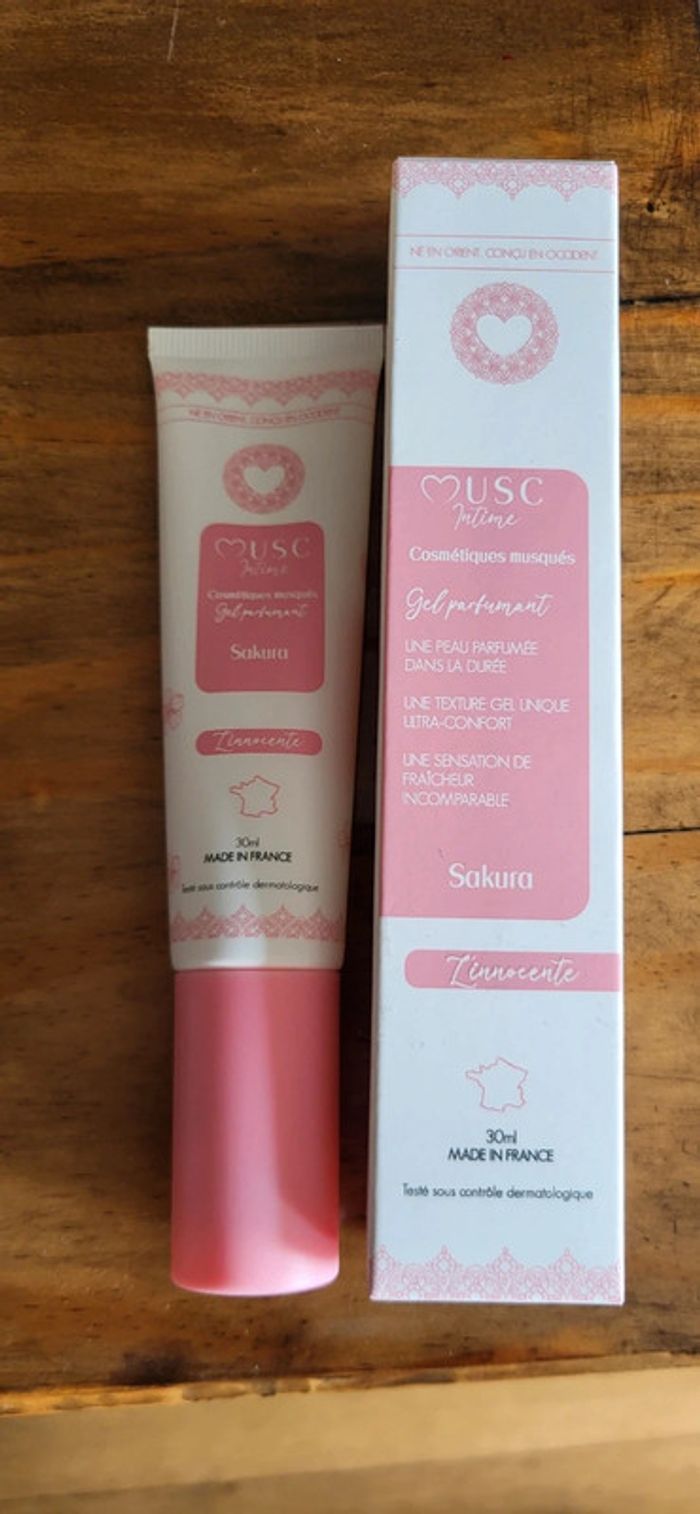 NÉ EN ORIENT. CONÇU EN OCCIDENT
MUSC
Intime
Cosmétiques musqués
Gel parfumant
Sakura
L'innocente
30ml
MADE IN FRANCE
Testé sous contrôle dermatologique
NÉ EN ORIENT. CONÇU EN OCCIDENT
MUSC
Intime
Cosmétiques musqués
Gel parfumant
UNE PEAU PARFUMÉE
DANS LA DURÉE
UNE TEXTURE GEL UNIQUE
ULTRA-CONFORT
UNE SENSATION DE
FRAÎCHEUR
INCOMPARABLE
Sakura
L'innocente
30ml
MADE IN FRANCE
Testé sous contrôle dermatologique